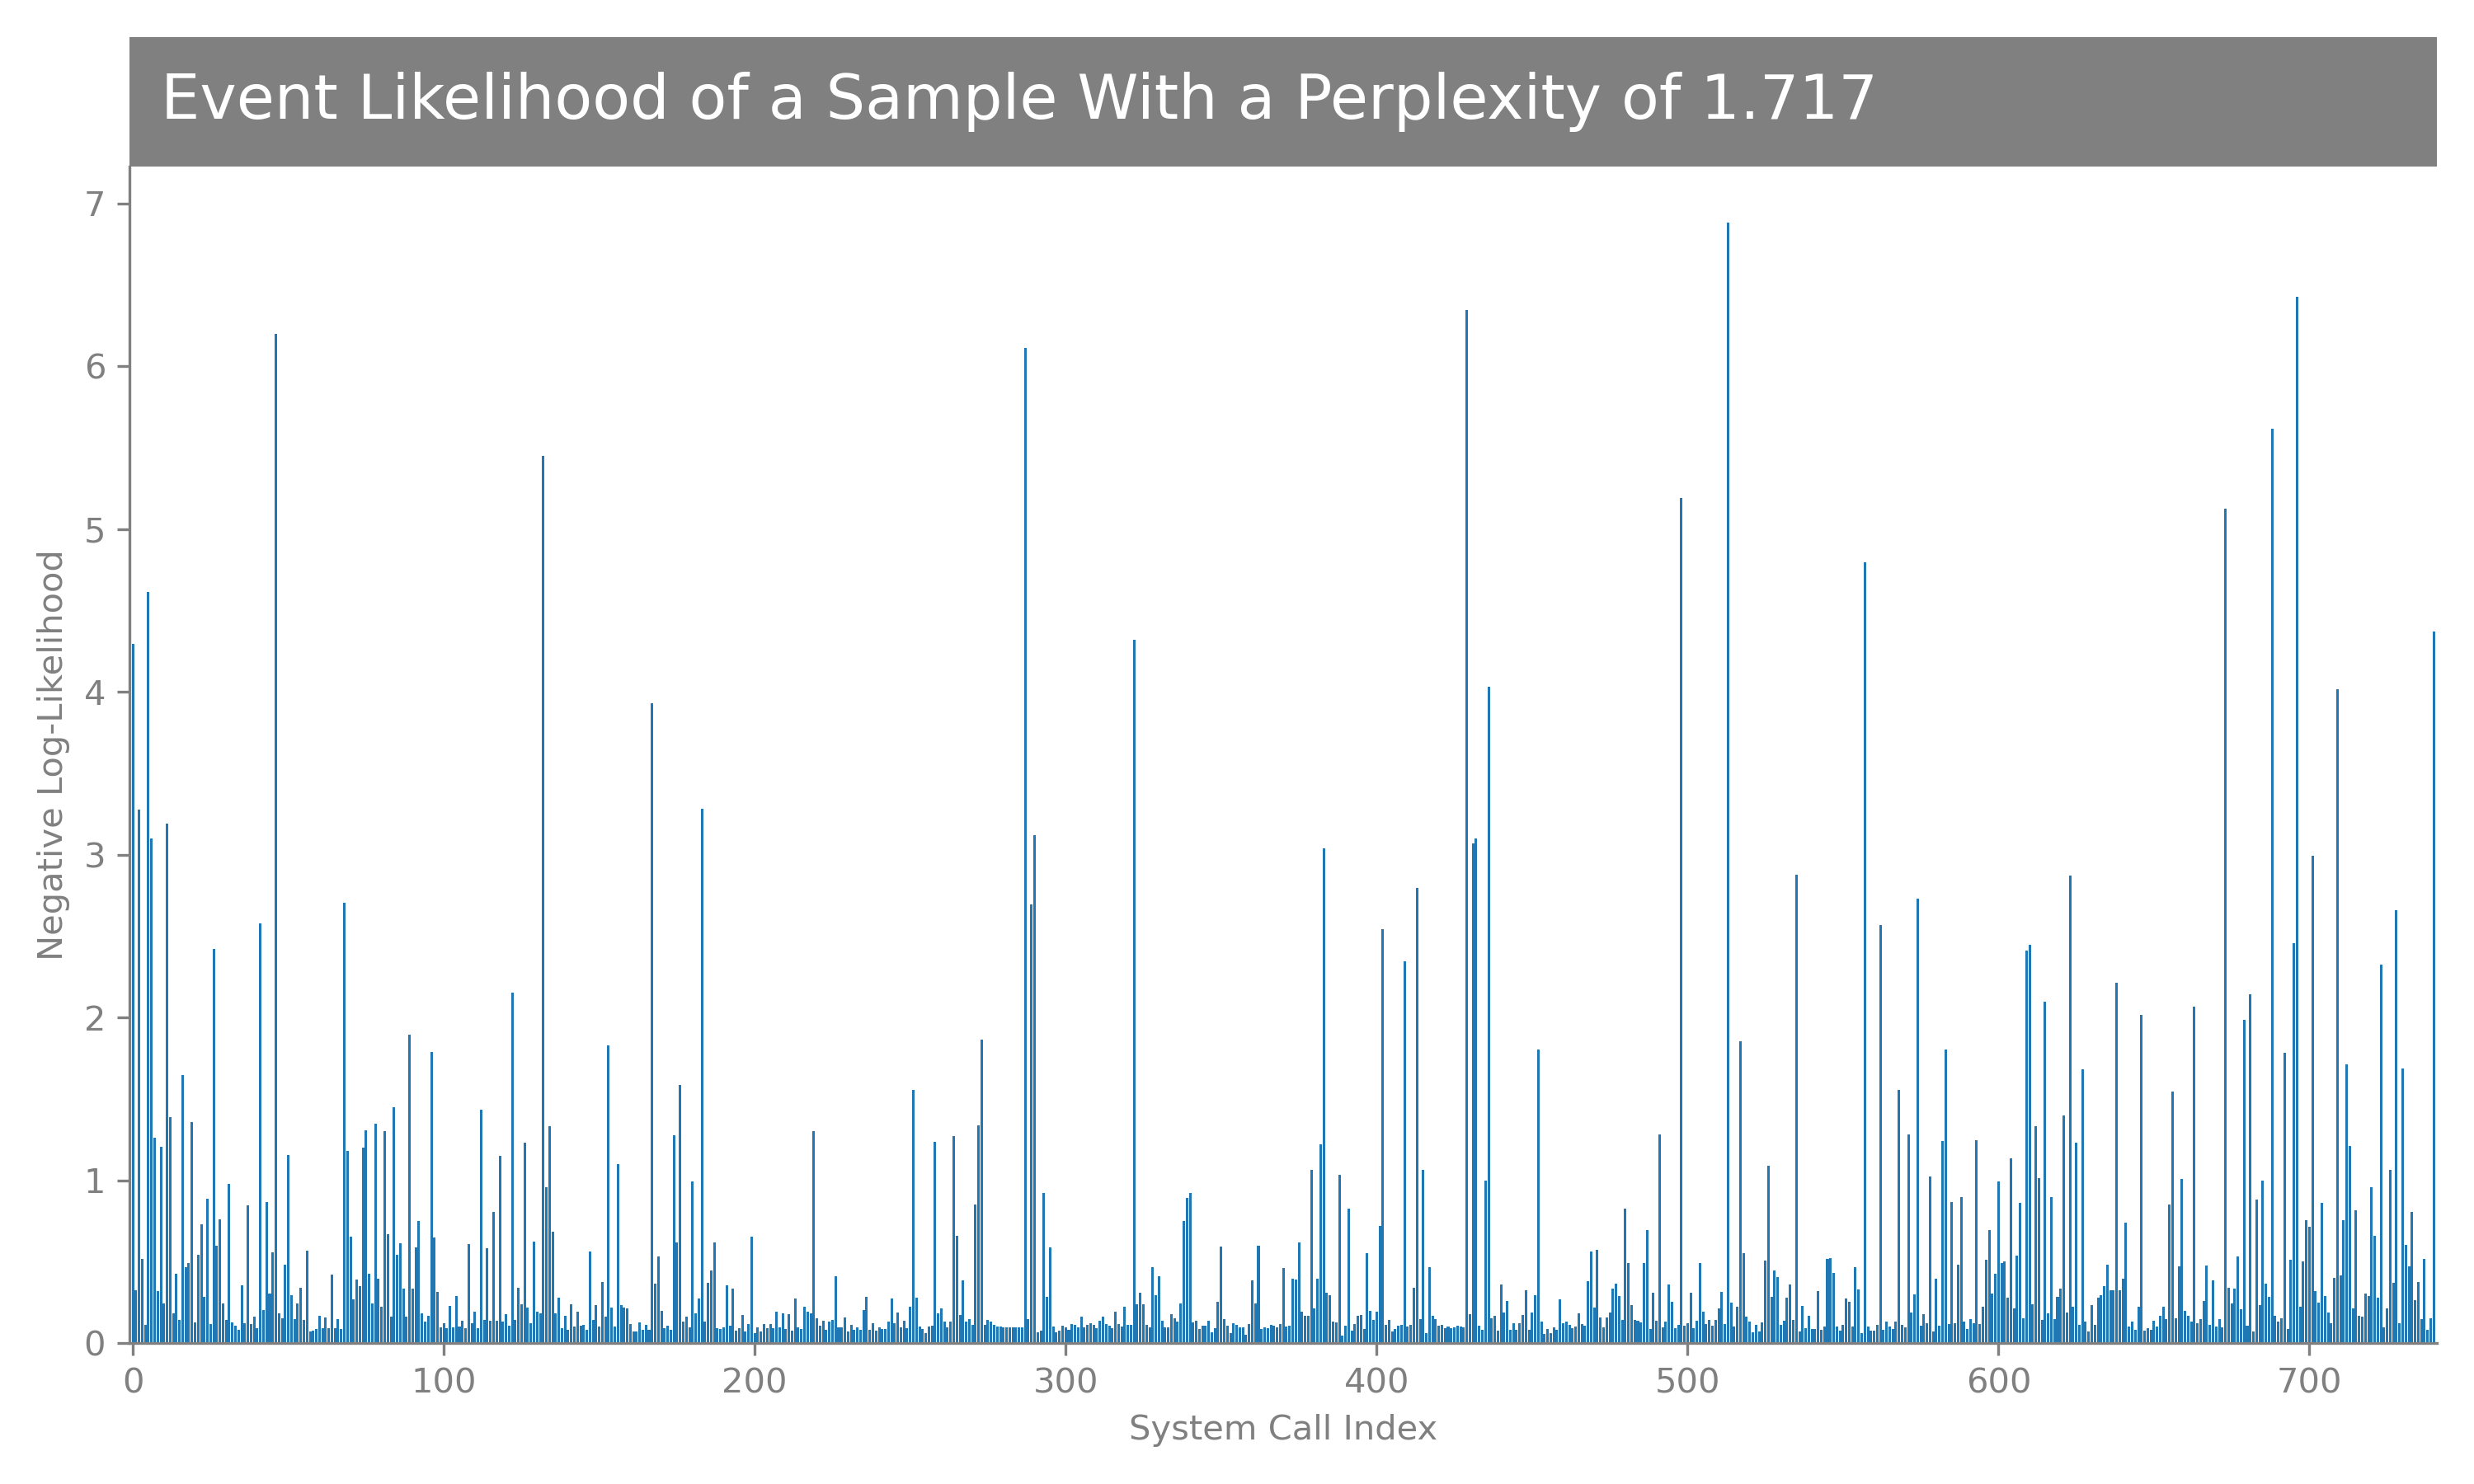 Event Likelihood of a Sample With a Perplexity of 1.717
7
6
5
4
3
2
1
0
Negative Log-Likelihood
0 100 200 300 400 500 600 700
System Call Index